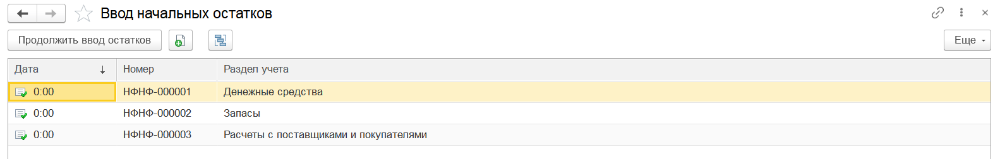 Ввод начальных остатков
Продолжить ввод остатков Еще
Дата Номер Раздел учета
0:00 НФНФ-000001 Денежные средства
0:00 НФНФ-000002 Запасы
0:00 НФНФ-000003 Расчеты с поставщиками и покупателями